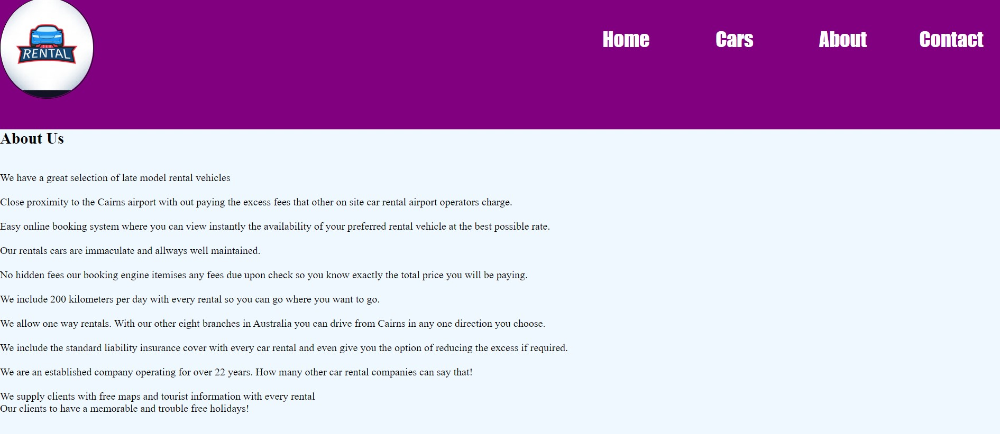 RENTAL
Home Cars About Contact
About Us
We have a great selection of late model rental vehicles
Close proximity to the Cairns airport with out paying the excess fees that other on site car rental airport operators charge.
Easy online booking system where you can view instantly the availability of your preferred rental vehicle at the best possible rate.
Our rentals cars are immaculate and allways well maintained.
No hidden fees our booking engine itemises any fees due upon check so you know exactly the total price you will be paying.
We include 200 kilometers per day with every rental so you can go where you want to go.
We allow one way rentals. With our other eight branches in Australia you can drive from Cairns in any one direction you choose.
We include the standard liability insurance cover with every car rental and even give you the option of reducing the excess if required.
We are an established company operating for over 22 years. How many other car rental companies can say that!
We supply clients with free maps and tourist information with every rental
Our clients to have a memorable and trouble free holidays!